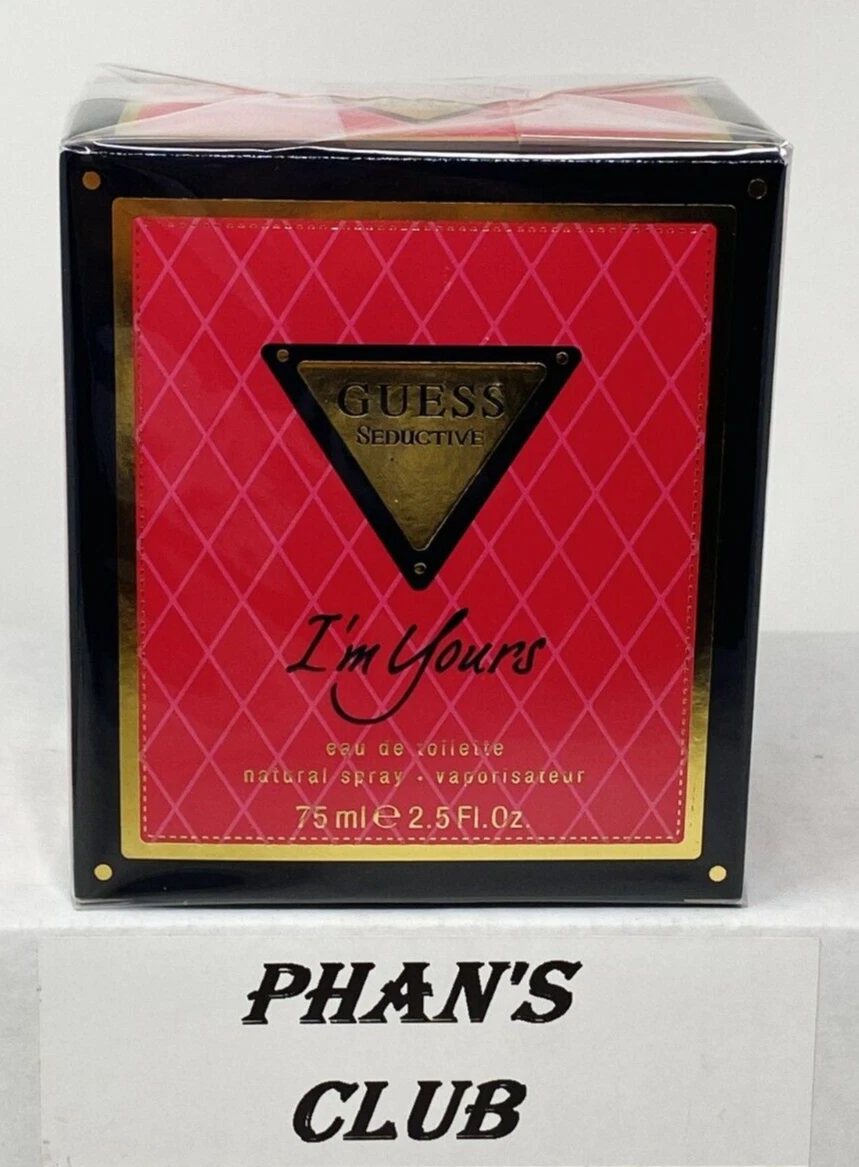 GUESS
SEDUCTIVE
I'm Yours
eau de toilette
natural spray • vaporisateur
75 ml ℮ 2.5 Fl.Oz.
PHAN'S
CLUB